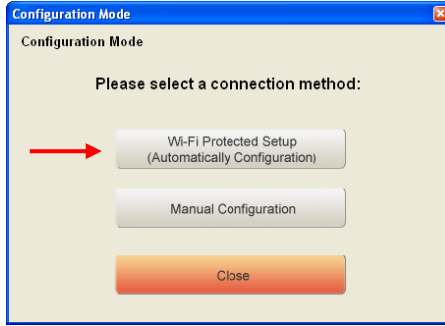 Configuration Mode
Configuration Mode
Please select a connection method:
Wi-Fi Protected Setup
(Automatically Configuration)
Manual Configuration
Close